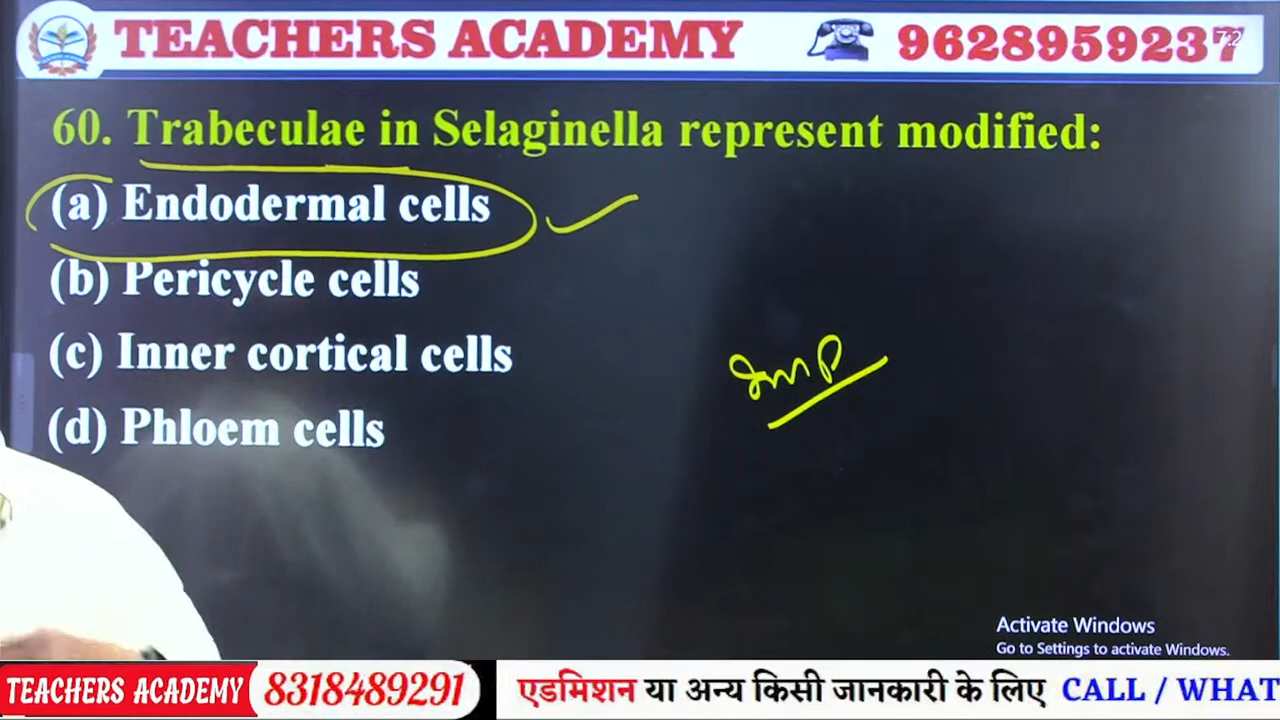 TEACHERS ACADEMY
9628959237
60. Trabeculae in Selaginella represent modified:
(a) Endodermal cells
(b) Pericycle cells
(c) Inner cortical cells
(d) Phloem cells
Imp
Activate Windows
Go to Settings to activate Windows.
TEACHERS ACADEMY 8318489291 एडमिशन या अन्य किसी जानकारी के लिए CALL / WHAT